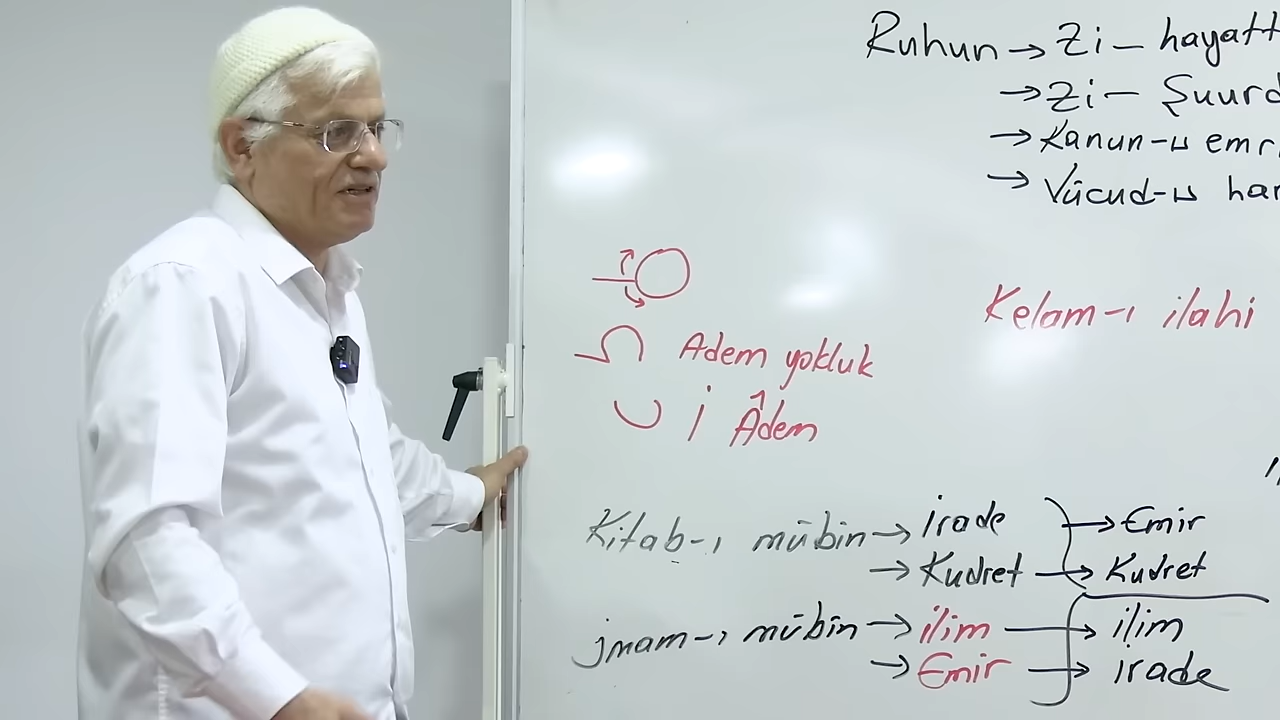 Ruhun → Zi – hayatt
→ Zi – Şuurd
→ Kanun-u emr
→ Vücud-u har
Kelam-ı ilahi
Adem yokluk
Âdem
Kitab-ı mübin → irade → Emir
→ Kudret → Kudret
imam-ı mübin → ilim → ilim
→ Emir → irade